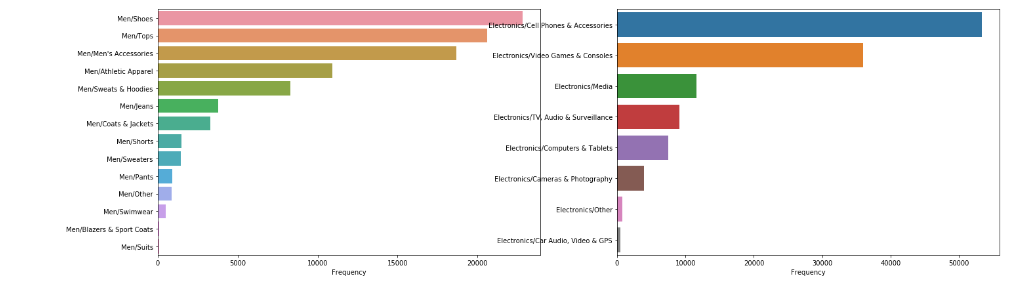 Men/Shoes
Men/Tops
Men/Men's Accessories
Men/Athletic Apparel
Men/Sweats & Hoodies
Men/Jeans
Men/Coats & Jackets
Men/Shorts
Men/Sweaters
Men/Pants
Men/Other
Men/Swimwear
Men/Blazers & Sport Coats
Men/Suits
0 5000 10000 15000 20000
Frequency
Electronics/Cell Phones & Accessories
Electronics/Video Games & Consoles
Electronics/Media
Electronics/TV, Audio & Surveillance
Electronics/Computers & Tablets
Electronics/Cameras & Photography
Electronics/Other
Electronics/Car Audio, Video & GPS
0 10000 20000 30000 40000 50000
Frequency